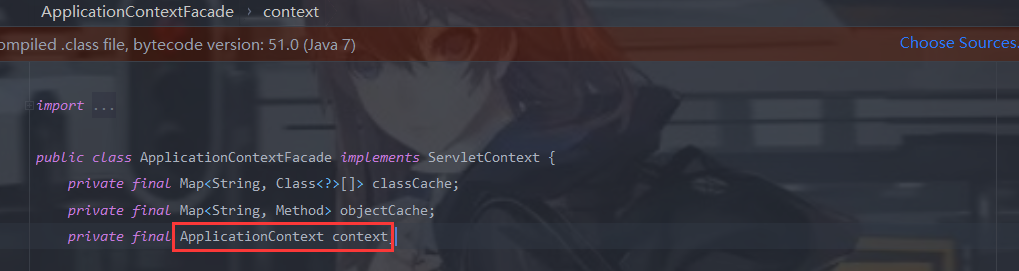 ApplicationContextFacade › context
ompiled .class file, bytecode version: 51.0 (Java 7) Choose Sources.
import ...
public class ApplicationContextFacade implements ServletContext {
private final Map<String, Class<?>[]> classCache;
private final Map<String, Method> objectCache;
private final ApplicationContext context;